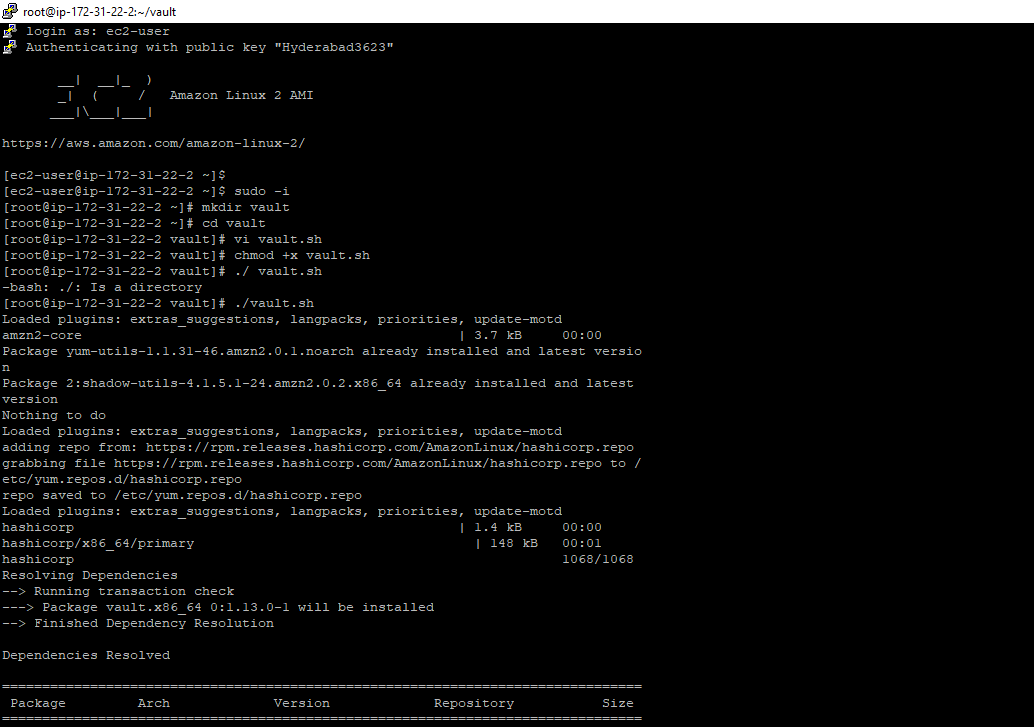 root@ip-172-31-22-2:~/vault
login as: ec2-user
Authenticating with public key "Hyderabad3623"
       __|  __|_  )
       _|  (     /   Amazon Linux 2 AMI
      ___|\___|___|
https://aws.amazon.com/amazon-linux-2/
[ec2-user@ip-172-31-22-2 ~]$
[ec2-user@ip-172-31-22-2 ~]$ sudo -i
[root@ip-172-31-22-2 ~]# mkdir vault
[root@ip-172-31-22-2 ~]# cd vault
[root@ip-172-31-22-2 vault]# vi vault.sh
[root@ip-172-31-22-2 vault]# chmod +x vault.sh
[root@ip-172-31-22-2 vault]# ./ vault.sh
-bash: ./: Is a directory
[root@ip-172-31-22-2 vault]# ./vault.sh
Loaded plugins: extras_suggestions, langpacks, priorities, update-motd
amzn2-core                                               | 3.7 kB     00:00
Package yum-utils-1.1.31-46.amzn2.0.1.noarch already installed and latest versio
n
Package 2:shadow-utils-4.1.5.1-24.amzn2.0.2.x86_64 already installed and latest
version
Nothing to do
Loaded plugins: extras_suggestions, langpacks, priorities, update-motd
adding repo from: https://rpm.releases.hashicorp.com/AmazonLinux/hashicorp.repo
grabbing file https://rpm.releases.hashicorp.com/AmazonLinux/hashicorp.repo to /
etc/yum.repos.d/hashicorp.repo
repo saved to /etc/yum.repos.d/hashicorp.repo
Loaded plugins: extras_suggestions, langpacks, priorities, update-motd
hashicorp                                                | 1.4 kB     00:00
hashicorp/x86_64/primary                                   | 148 kB   00:01
hashicorp                                                             1068/1068
Resolving Dependencies
--> Running transaction check
---> Package vault.x86_64 0:1.13.0-1 will be installed
--> Finished Dependency Resolution
Dependencies Resolved
================================================================================
 Package         Arch             Version             Repository           Size
================================================================================